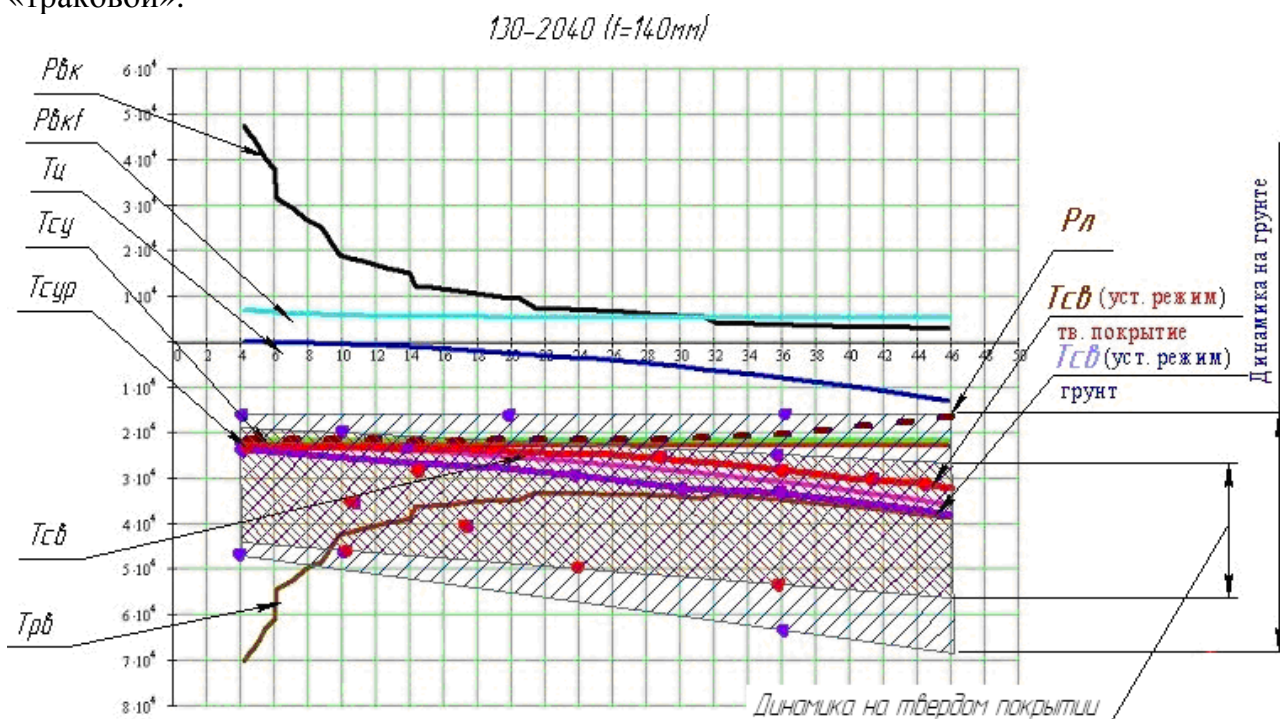 «траковой».
130-2040 (f=140мм)
Рвк
Рвкf
Тц
Тсу
Тсур
Тсв
Трв
6·10⁴
5·10⁴
4·10⁴
3·10⁴
2·10⁴
1·10⁴
0 2 4 6 8 10 12 14 16 18 20 22 24 26 28 30 32 34 36 38 40 42 44 46 48 50
1·10⁴
2·10⁴
3·10⁴
4·10⁴
5·10⁴
6·10⁴
7·10⁴
8·10⁴
Рл
Тсв (уст. режим)
тв. покрытие
Тсв (уст. режим)
грунт
Динамика на грунте
Динамика на твердом покрытии